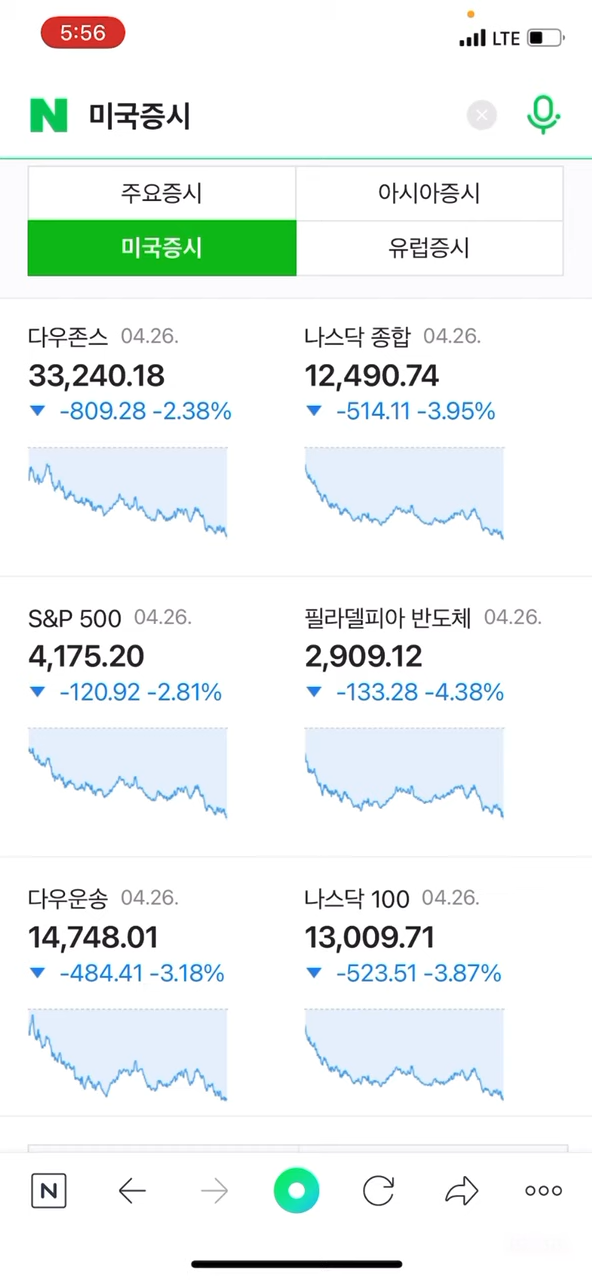 5:56 LTE
N 미국증시
주요증시 아시아증시
미국증시 유럽증시
다우존스 04.26.
33,240.18
▼ -809.28 -2.38%
나스닥 종합 04.26.
12,490.74
▼ -514.11 -3.95%
S&P 500 04.26.
4,175.20
▼ -120.92 -2.81%
필라델피아 반도체 04.26.
2,909.12
▼ -133.28 -4.38%
다우운송 04.26.
14,748.01
▼ -484.41 -3.18%
나스닥 100 04.26.
13,009.71
▼ -523.51 -3.87%
N